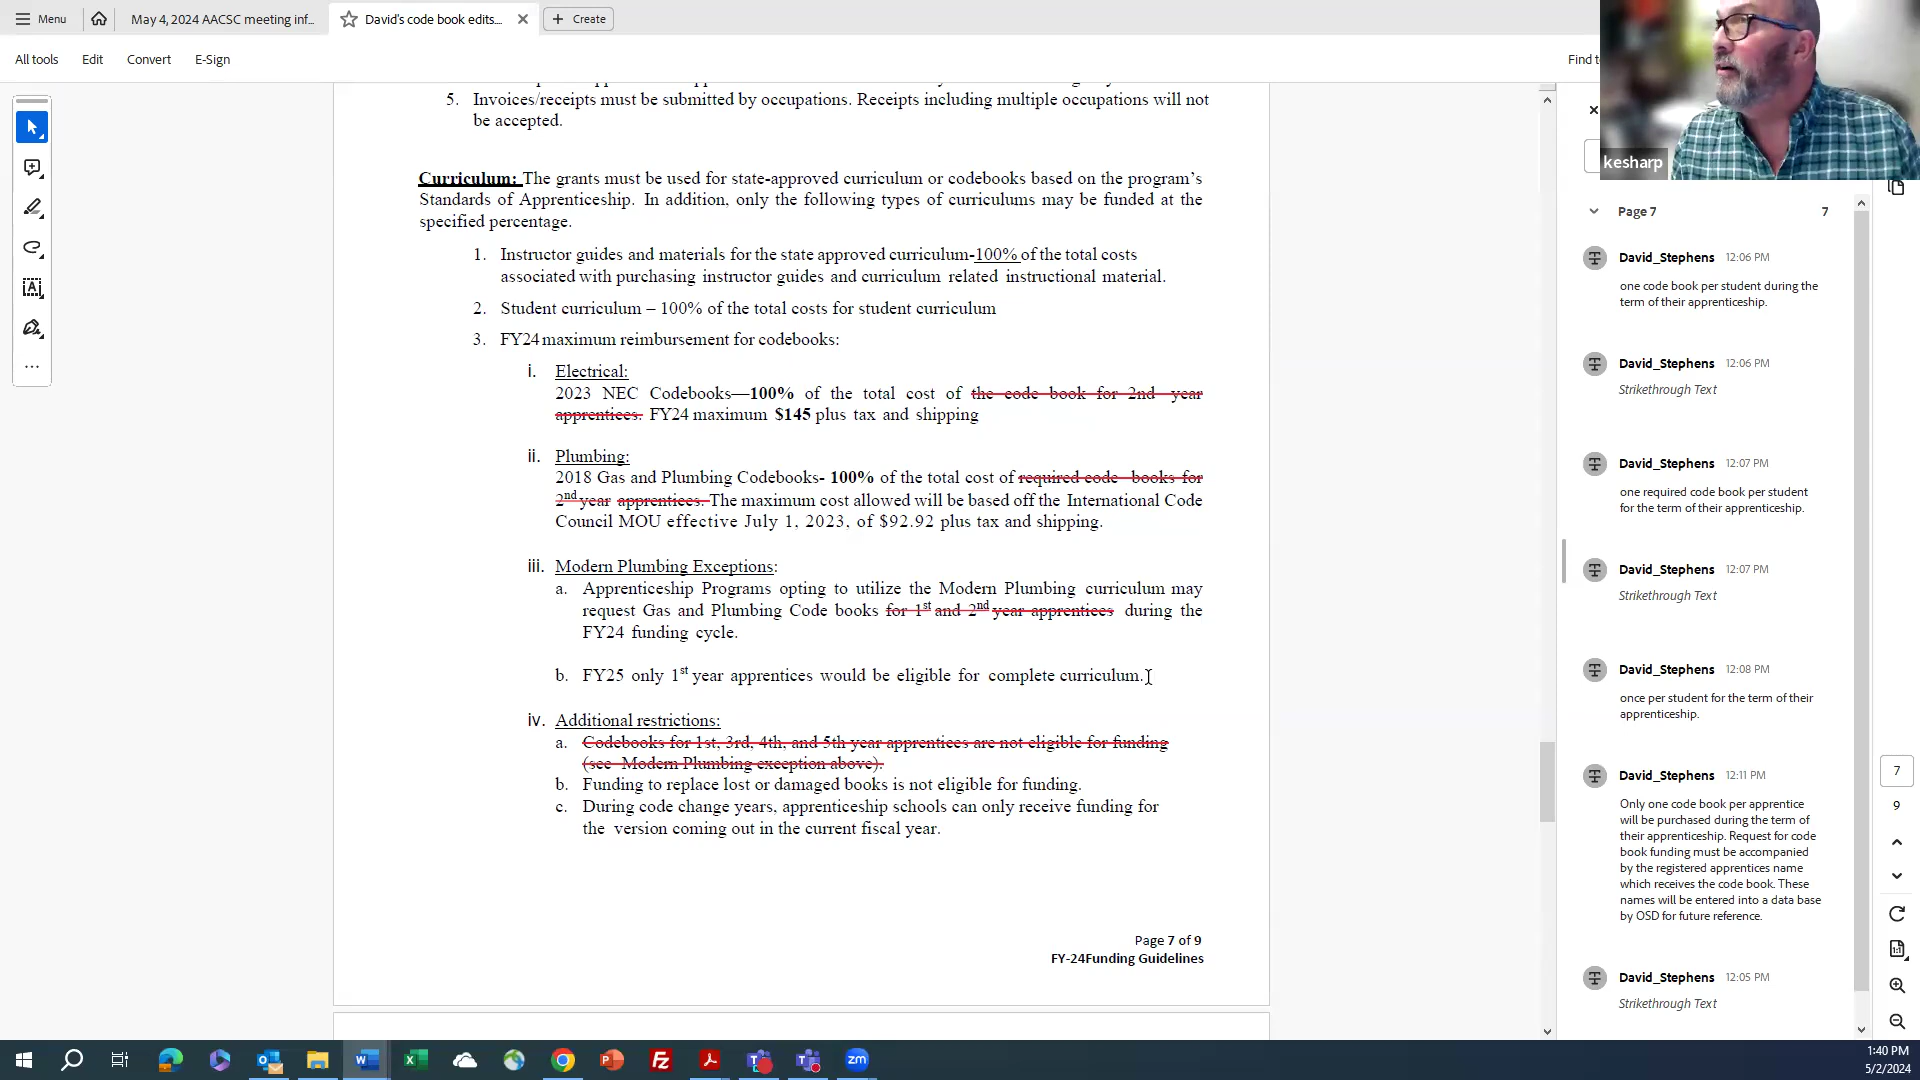 Menu
May 4, 2024 AACSC meeting inf...
David's code book edits...
Create
All tools
Edit
Convert
E-Sign
Find to
kesharp
5. Invoices/receipts must be submitted by occupations. Receipts including multiple occupations will not
be accepted.
Curriculum: The grants must be used for state-approved curriculum or codebooks based on the program's
Standards of Apprenticeship. In addition, only the following types of curriculums may be funded at the
specified percentage.
1. Instructor guides and materials for the state approved curriculum-100% of the total costs
associated with purchasing instructor guides and curriculum related instructional material.
2. Student curriculum – 100% of the total costs for student curriculum
3. FY24 maximum reimbursement for codebooks:
i. Electrical:
2023 NEC Codebooks—100% of the total cost of the code book for 2nd year
apprentices. FY24 maximum $145 plus tax and shipping
ii. Plumbing:
2018 Gas and Plumbing Codebooks- 100% of the total cost of required code books for
2nd year apprentices. The maximum cost allowed will be based off the International Code
Council MOU effective July 1, 2023, of $92.92 plus tax and shipping.
iii. Modern Plumbing Exceptions:
a. Apprenticeship Programs opting to utilize the Modern Plumbing curriculum may
request Gas and Plumbing Code books for 1st and 2nd year apprentices during the
FY24 funding cycle.
b. FY25 only 1st year apprentices would be eligible for complete curriculum.
iv. Additional restrictions:
a. Codebooks for 1st, 3rd, 4th, and 5th year apprentices are not eligible for funding
(see Modern Plumbing exception above).
b. Funding to replace lost or damaged books is not eligible for funding.
c. During code change years, apprenticeship schools can only receive funding for
the version coming out in the current fiscal year.
Page 7 of 9
FY-24Funding Guidelines
Page 7 7
David_Stephens 12:06 PM
one code book per student during the
term of their apprenticeship.
David_Stephens 12:06 PM
Strikethrough Text
David_Stephens 12:07 PM
one required code book per student
for the term of their apprenticeship.
David_Stephens 12:07 PM
Strikethrough Text
David_Stephens 12:08 PM
once per student for the term of their
apprenticeship.
David_Stephens 12:11 PM
Only one code book per apprentice
will be purchased during the term of
their apprenticeship. Request for code
book funding must be accompanied
by the registered apprentices name
which receives the code book. These
names will be entered into a data base
by OSD for future reference.
David_Stephens 12:05 PM
Strikethrough Text
7
9
1:40 PM
5/2/2024